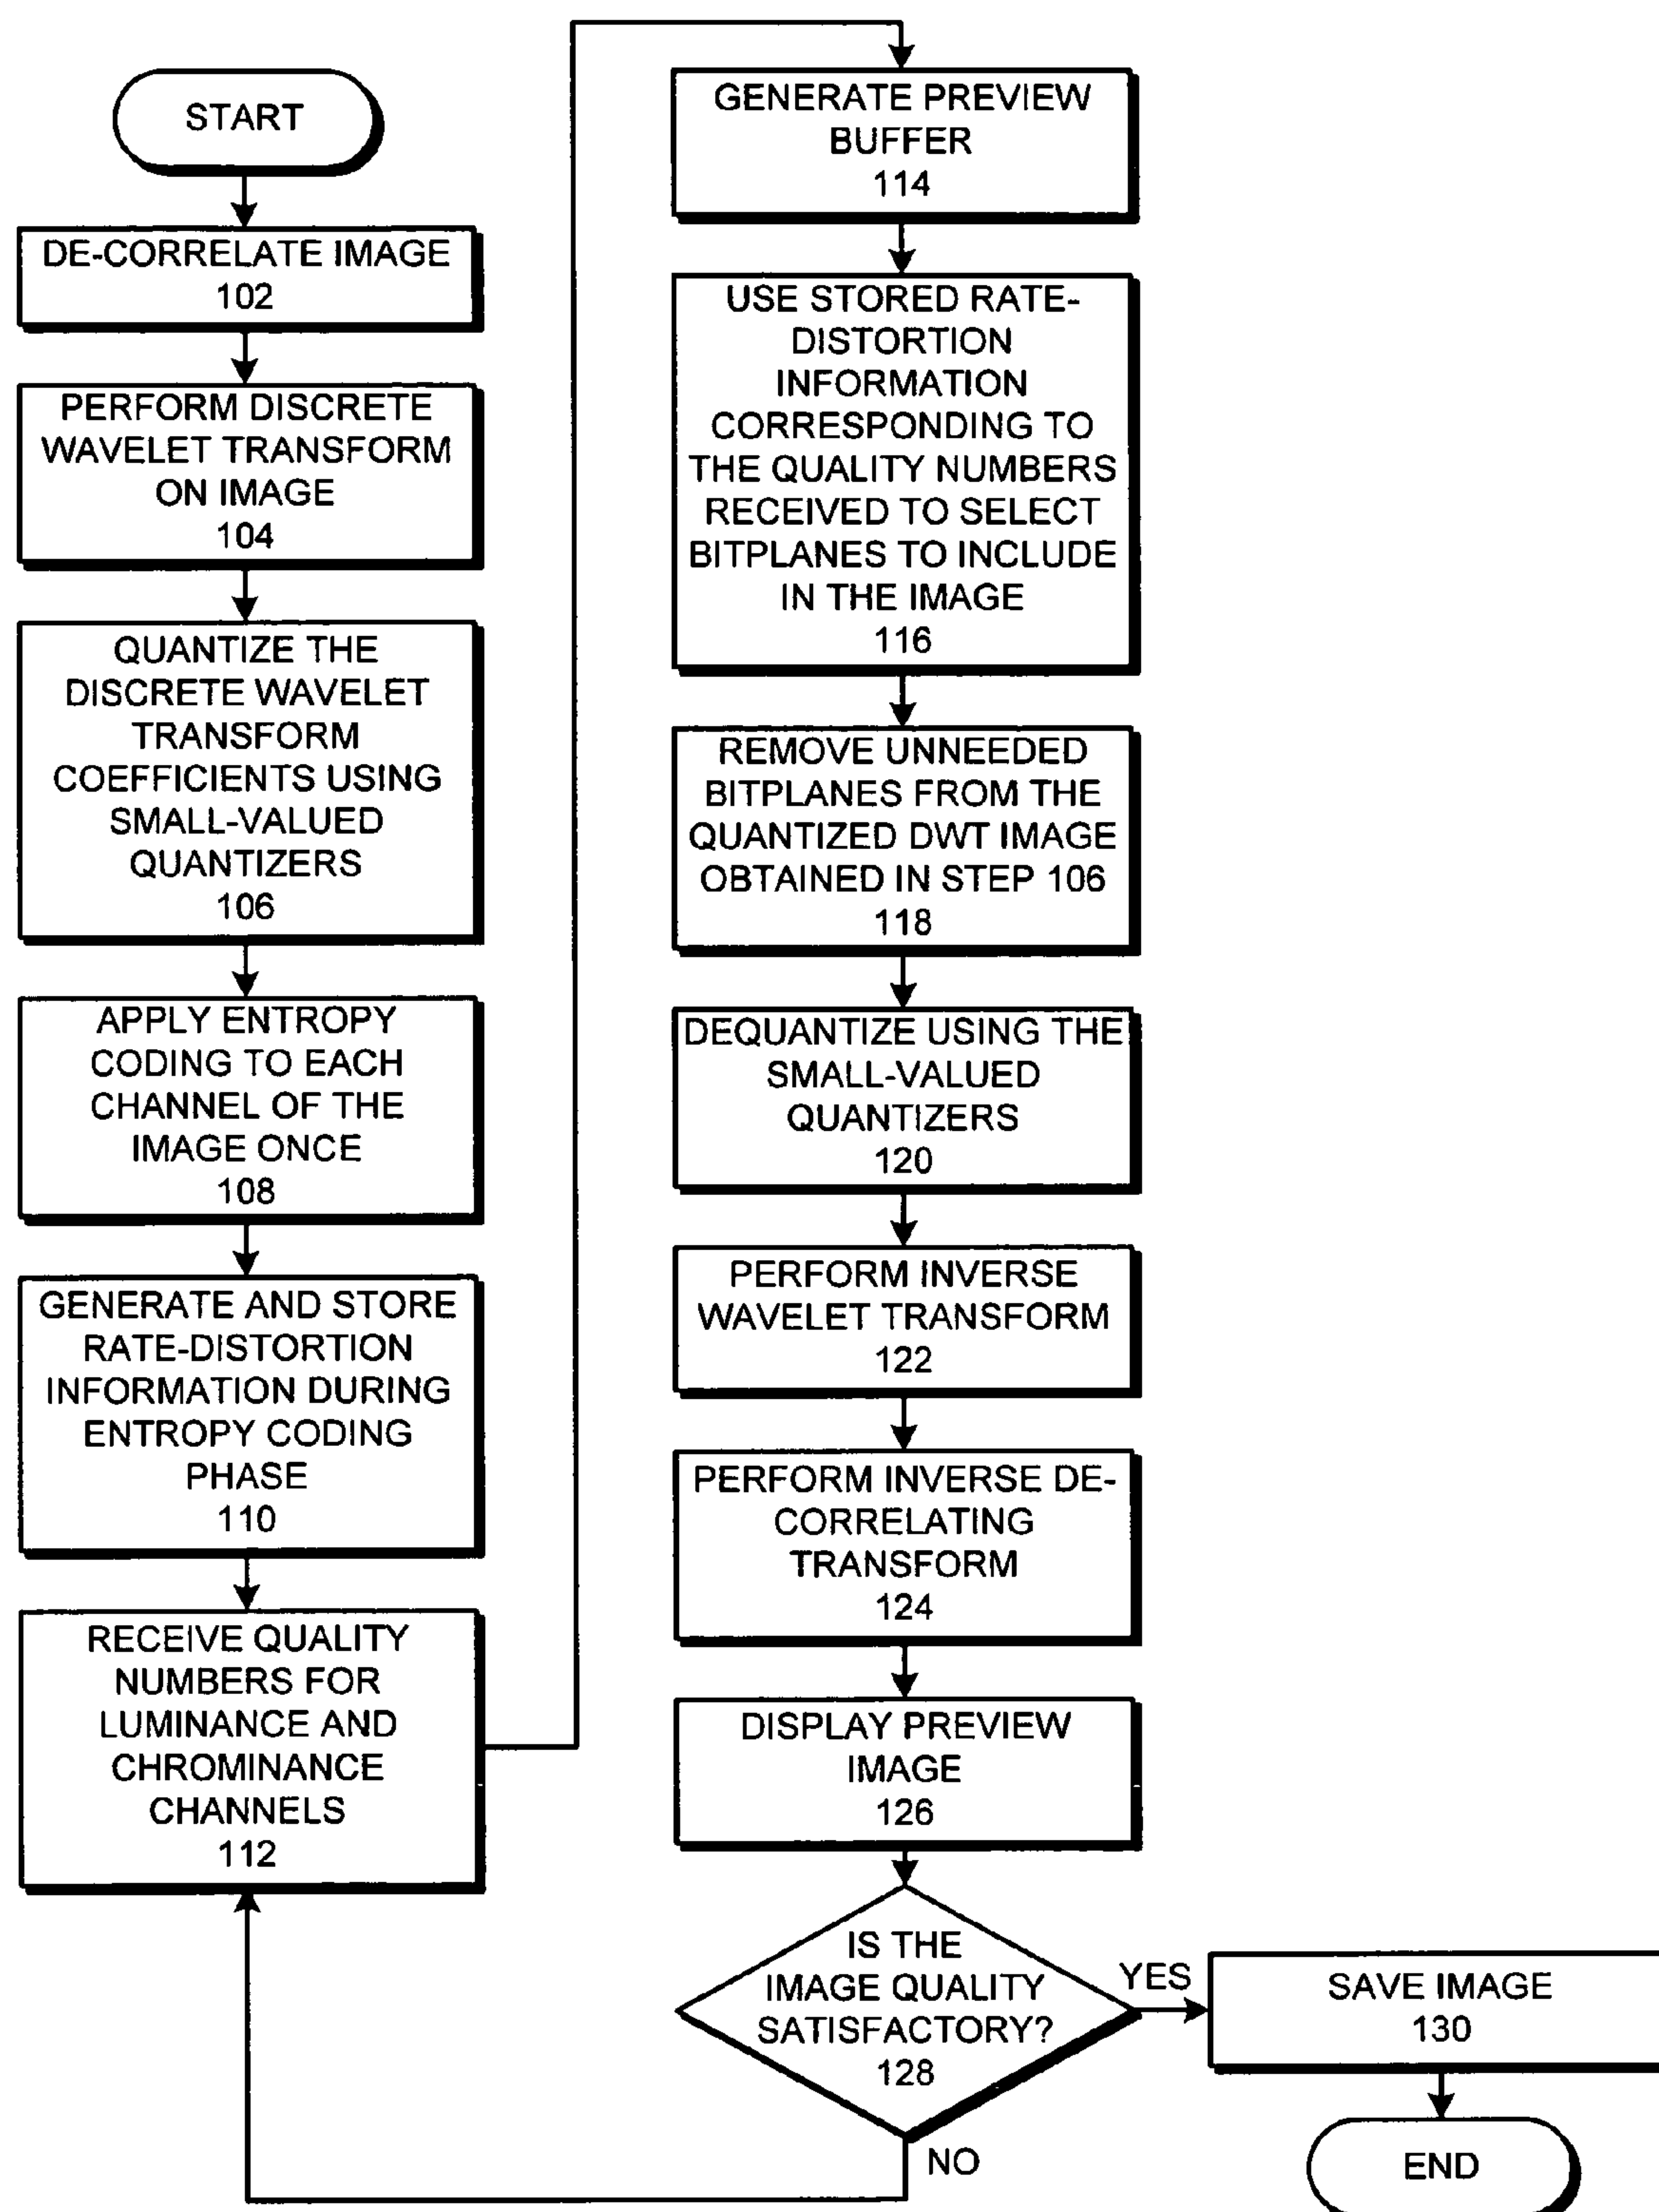 START
DE-CORRELATE IMAGE
102
PERFORM DISCRETE
WAVELET TRANSFORM
ON IMAGE
104
QUANTIZE THE
DISCRETE WAVELET
TRANSFORM
COEFFICIENTS USING
SMALL-VALUED
QUANTIZERS
106
APPLY ENTROPY
CODING TO EACH
CHANNEL OF THE
IMAGE ONCE
108
GENERATE AND STORE
RATE-DISTORTION
INFORMATION DURING
ENTROPY CODING
PHASE
110
RECEIVE QUALITY
NUMBERS FOR
LUMINANCE AND
CHROMINANCE
CHANNELS
112
GENERATE PREVIEW
BUFFER
114
USE STORED RATE-
DISTORTION
INFORMATION
CORRESPONDING TO
THE QUALITY NUMBERS
RECEIVED TO SELECT
BITPLANES TO INCLUDE
IN THE IMAGE
116
REMOVE UNNEEDED
BITPLANES FROM THE
QUANTIZED DWT IMAGE
OBTAINED IN STEP 106
118
DEQUANTIZE USING THE
SMALL-VALUED
QUANTIZERS
120
PERFORM INVERSE
WAVELET TRANSFORM
122
PERFORM INVERSE DE-
CORRELATING
TRANSFORM
124
DISPLAY PREVIEW
IMAGE
126
IS THE
IMAGE QUALITY
SATISFACTORY?
128
YES
NO
SAVE IMAGE
130
END